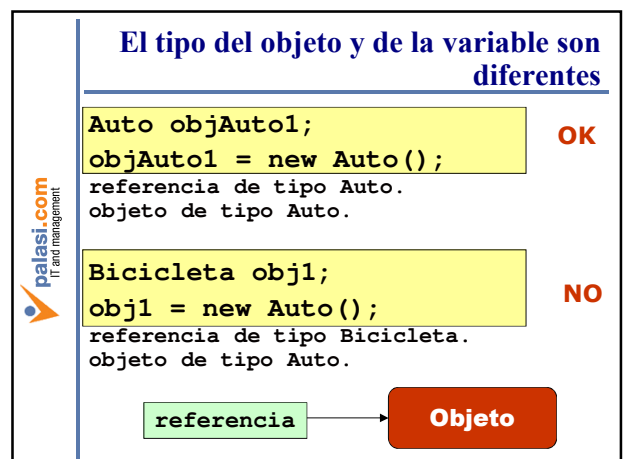 El tipo del objeto y de la variable son
diferentes
Auto objAuto1;
objAuto1 = new Auto();
OK
referencia de tipo Auto.
objeto de tipo Auto.
Bicicleta obj1;
obj1 = new Auto();
NO
referencia de tipo Bicicleta.
objeto de tipo Auto.
referencia
Objeto
palasi.com
IT and management